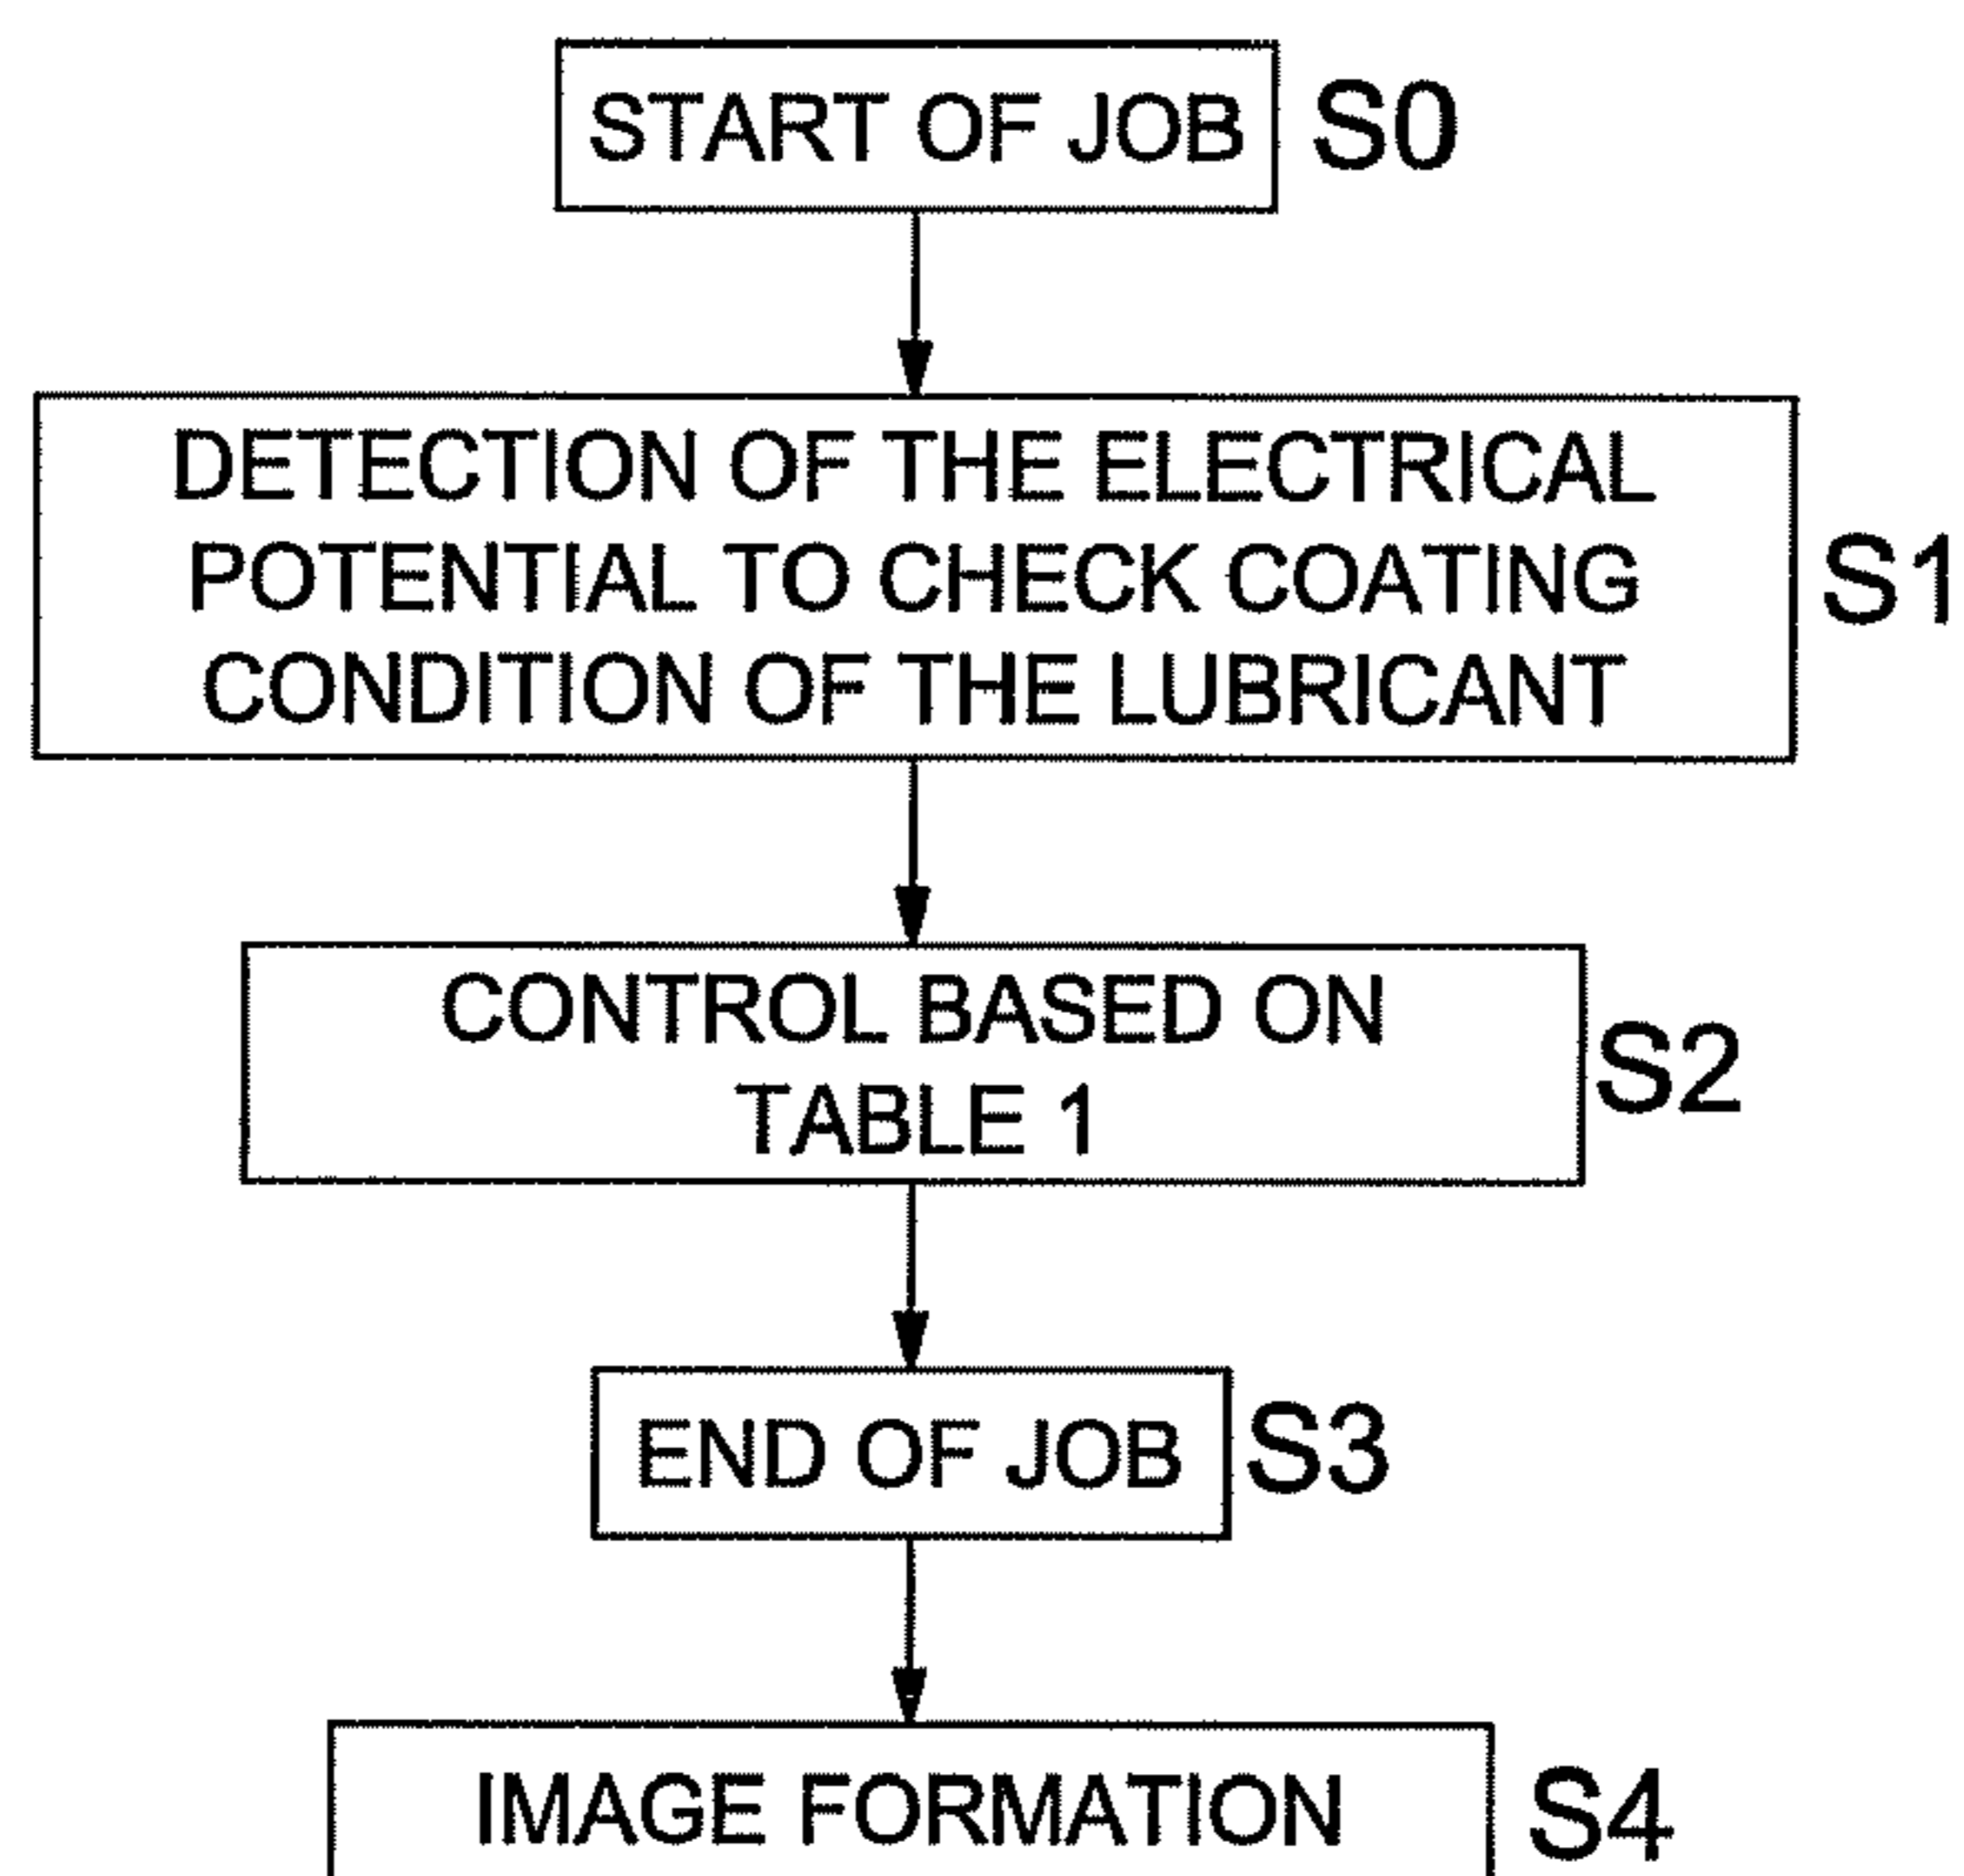 START OF JOB S0
DETECTION OF THE ELECTRICAL
POTENTIAL TO CHECK COATING S1
CONDITION OF THE LUBRICANT
CONTROL BASED ON
TABLE 1 S2
END OF JOB S3
IMAGE FORMATION S4